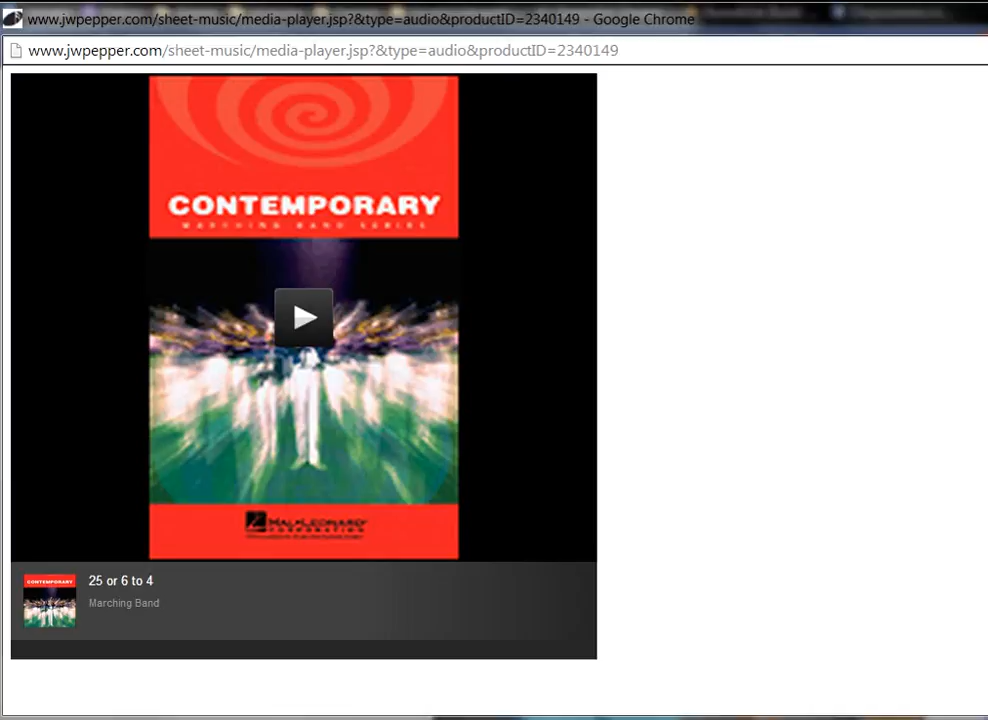 www.jwpepper.com/sheet-music/media-player.jsp?&type=audio&productID=2340149 - Google Chrome
www.jwpepper.com/sheet-music/media-player.jsp?&type=audio&productID=2340149
CONTEMPORARY
MARCHING BAND SERIES
HAL•LEONARD
CORPORATION
CONTEMPORARY
25 or 6 to 4
Marching Band